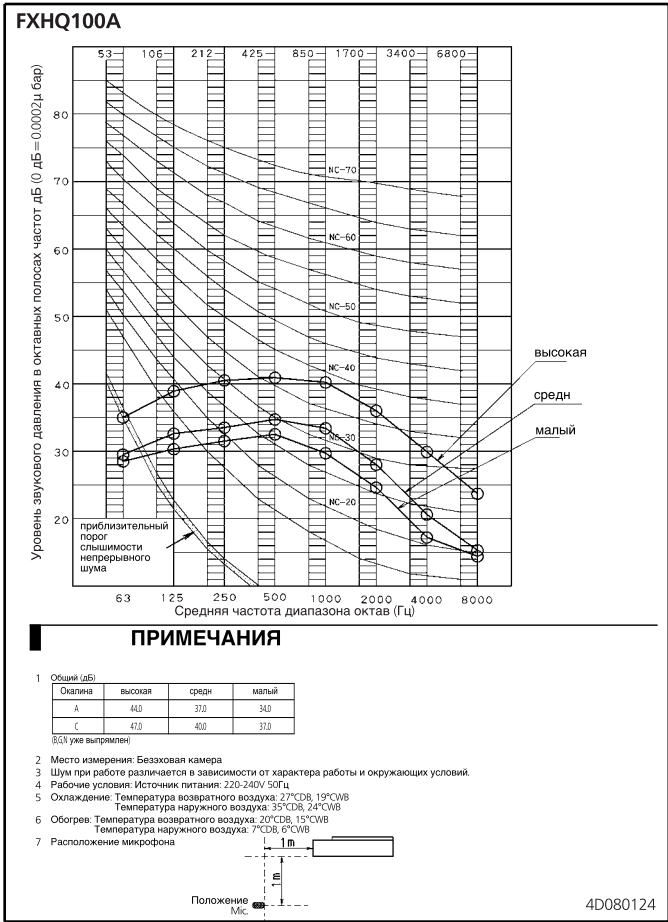 FXHQ100A
53 106 212 425 850 1700 3400 6800
Уровень звукового давления в октавных полосах частот дБ (0 дБ=0.0002µ бар)
80
70
60
50
40
30
20
NC-70
NC-60
NC-50
NC-40
NC-30
NC-20
высокая
средн
малый
приблизительный
порог
слышимости
непрерывного
шума
63 125 250 500 1000 2000 4000 8000
Средняя частота диапазона октав (Гц)
ПРИМЕЧАНИЯ
1 Общий (дБ)
Окалина высокая средн малый
A 44.0 37.0 34.0
C 47.0 40.0 37.0
(B,G,N уже выпрямлен)
2 Место измерения: Безэховая камера
3 Шум при работе различается в зависимости от характера работы и окружающих условий.
4 Рабочие условия: Источник питания: 220-240V 50Гц
5 Охлаждение: Температура возвратного воздуха: 27°CDB, 19°CWB
Температура наружного воздуха: 35°CDB, 24°CWB
6 Обогрев: Температура возвратного воздуха: 20°CDB, 15°CWB
Температура наружного воздуха: 7°CDB, 6°CWB
7 Расположение микрофона
1m
1m
Положение
Mic.
4D080124